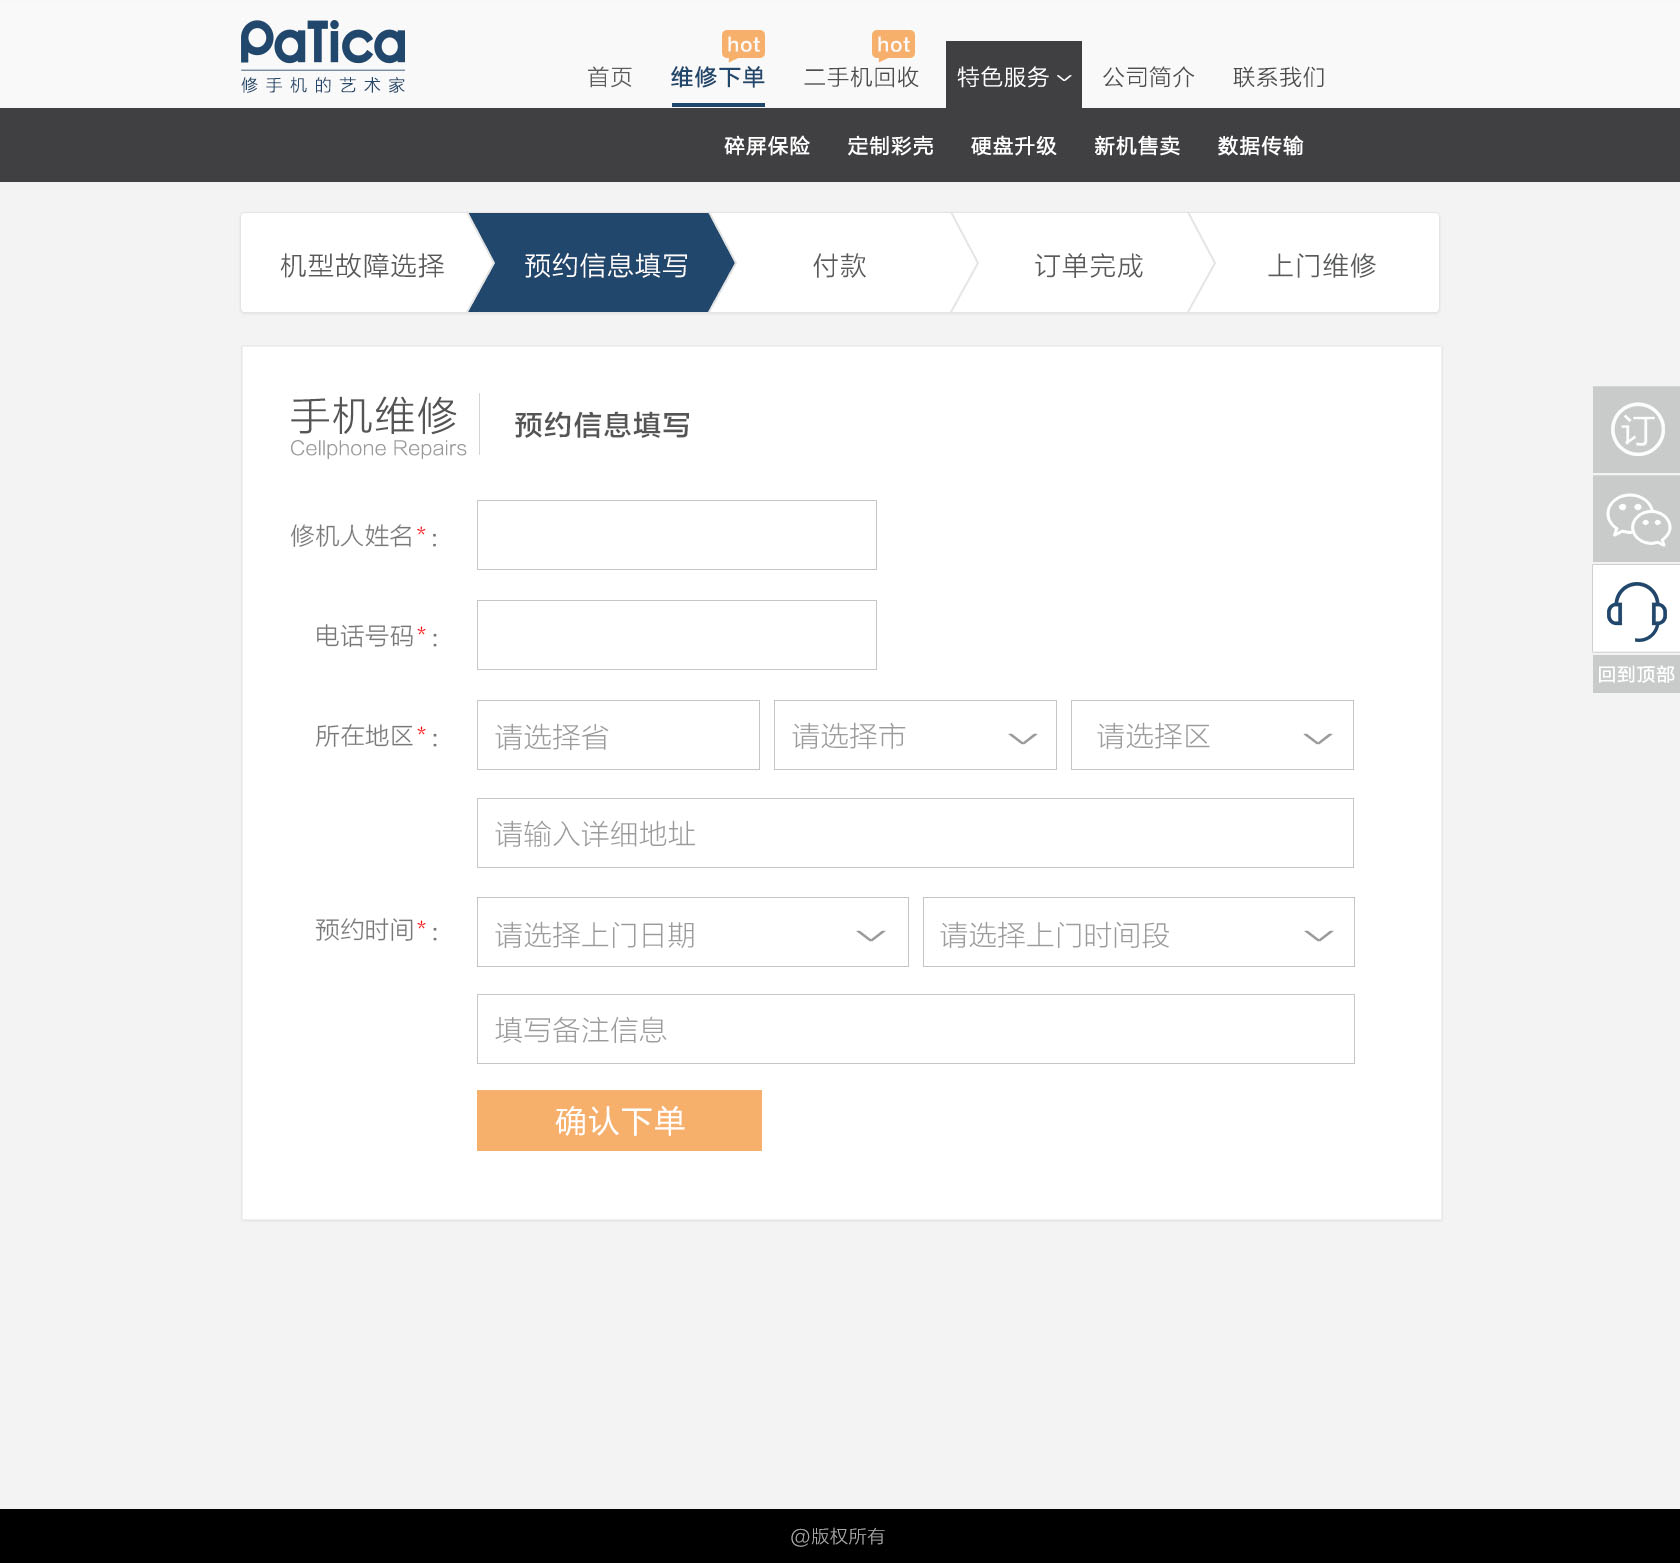 PaTica
修手机的艺术家
hot
hot
首页 维修下单 二手机回收 特色服务 公司简介 联系我们
碎屏保险 定制彩壳 硬盘升级 新机售卖 数据传输
机型故障选择 预约信息填写 付款 订单完成 上门维修
手机维修
Cellphone Repairs
预约信息填写
订
修机人姓名*:
电话号码*:
回到顶部
所在地区*: 请选择省 请选择市 请选择区
请输入详细地址
预约时间*: 请选择上门日期 请选择上门时间段
填写备注信息
确认下单
@版权所有